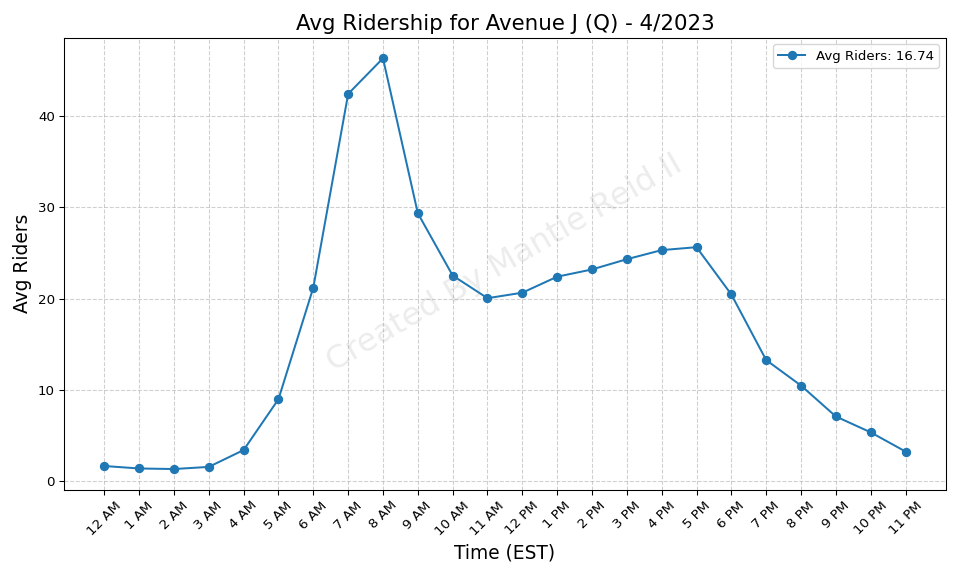 Avg Ridership for Avenue J (Q) - 4/2023
Avg Riders: 16.74
Avg Riders
40
30
20
10
0
Created By Mantie Reid II
12 AM
1 AM
2 AM
3 AM
4 AM
5 AM
6 AM
7 AM
8 AM
9 AM
10 AM
11 AM
12 PM
1 PM
2 PM
3 PM
4 PM
5 PM
6 PM
7 PM
8 PM
9 PM
10 PM
11 PM
Time (EST)